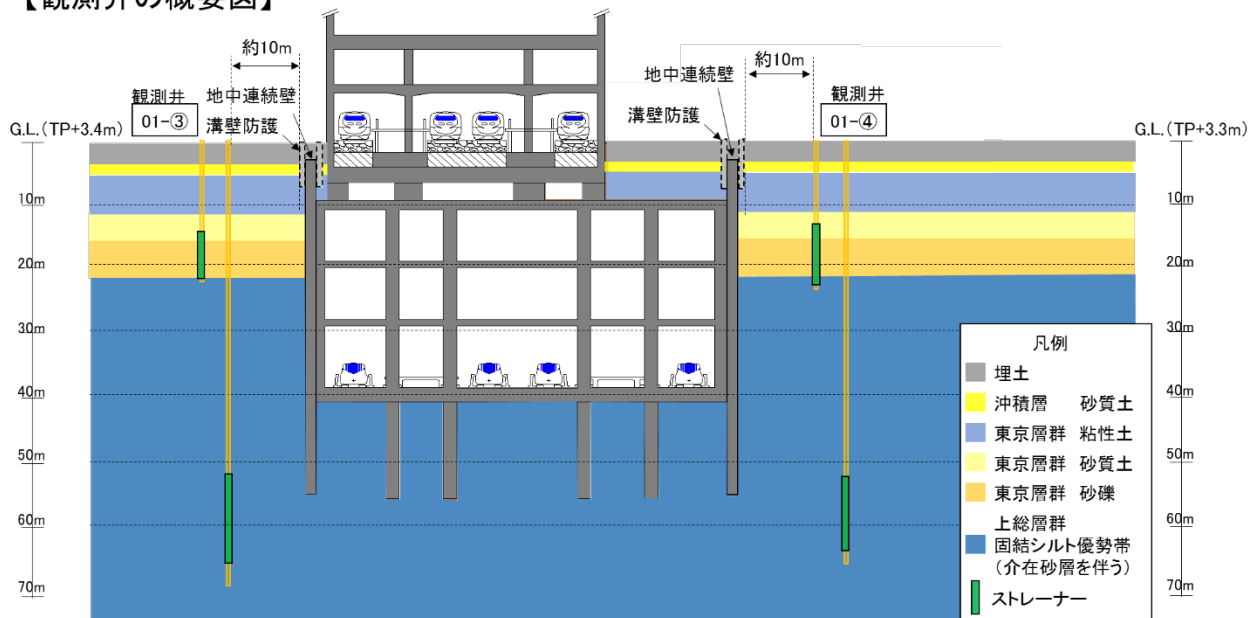 【観測井の概要図】
約10m
約10m
観測井
01-③
地中連続壁
溝壁防護
地中連続壁
溝壁防護
観測井
01-④
G.L.(TP+3.4m)
G.L.(TP+3.3m)
10m
20m
30m
40m
50m
60m
70m
10m
20m
30m
40m
50m
60m
70m
凡例
埋土
沖積層 砂質土
東京層群 粘性土
東京層群 砂質土
東京層群 砂礫
上総層群
固結シルト優勢帯
(介在砂層を伴う)
ストレーナー